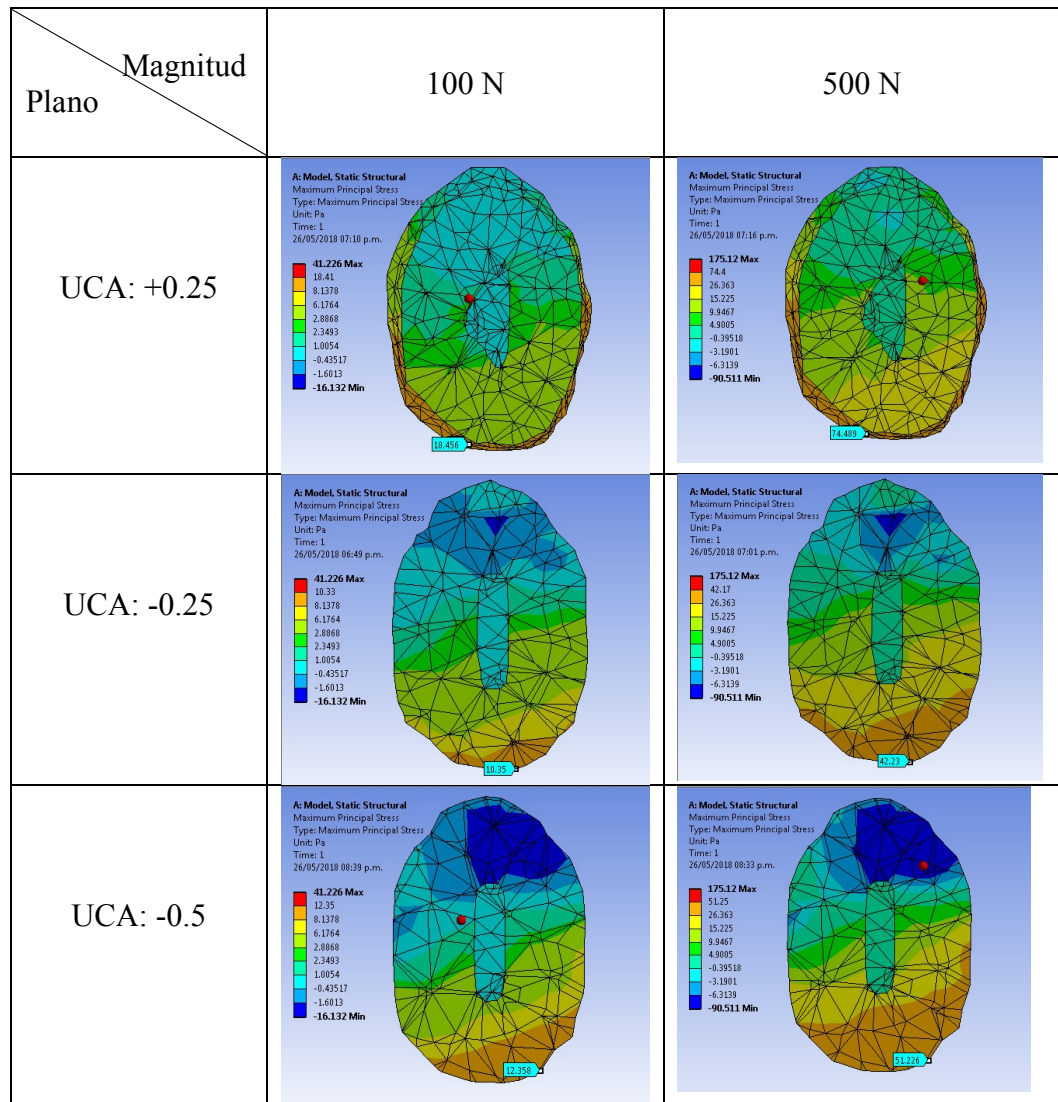 Magnitud
Plano
100 N
500 N
UCA: +0.25
A: Model, Static Structural
Maximum Principal Stress
Type: Maximum Principal Stress
Unit: Pa
Time: 1
26/05/2018 07:10 p.m.
41.226 Max
18.41
8.1378
6.1764
2.8868
2.3493
1.0054
-0.43517
-1.6013
-16.132 Min
18.456
A: Model, Static Structural
Maximum Principal Stress
Type: Maximum Principal Stress
Unit: Pa
Time: 1
26/05/2018 07:16 p.m.
175.12 Max
74.4
26.363
15.225
9.9467
4.9005
-0.39518
-3.1901
-6.3139
-90.511 Min
74.489
UCA: -0.25
A: Model, Static Structural
Maximum Principal Stress
Type: Maximum Principal Stress
Unit: Pa
Time: 1
26/05/2018 06:49 p.m.
41.226 Max
10.33
8.1378
6.1764
2.8868
2.3493
1.0054
-0.43517
-1.6013
-16.132 Min
10.35
A: Model, Static Structural
Maximum Principal Stress
Type: Maximum Principal Stress
Unit: Pa
Time: 1
26/05/2018 07:01 p.m.
175.12 Max
42.17
26.363
15.225
9.9467
4.9005
-0.39518
-3.1901
-6.3139
-90.511 Min
42.23
UCA: -0.5
A: Model, Static Structural
Maximum Principal Stress
Type: Maximum Principal Stress
Unit: Pa
Time: 1
26/05/2018 08:39 p.m.
41.226 Max
12.35
8.1378
6.1764
2.8868
2.3493
1.0054
-0.43517
-1.6013
-16.132 Min
12.358
A: Model, Static Structural
Maximum Principal Stress
Type: Maximum Principal Stress
Unit: Pa
Time: 1
26/05/2018 08:33 p.m.
175.12 Max
51.25
26.363
15.225
9.9467
4.9005
-0.39518
-3.1901
-6.3139
-90.511 Min
51.226